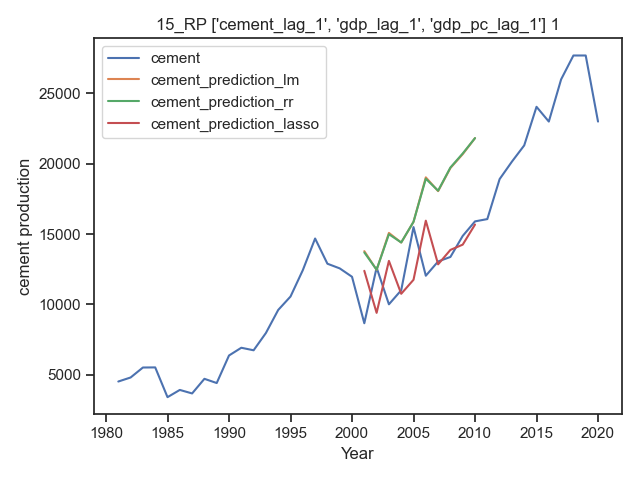 15_RP ['cement_lag_1', 'gdp_lag_1', 'gdp_pc_lag_1'] 1
cement
cement_prediction_lm
cement_prediction_rr
cement_prediction_lasso
25000
20000
15000
10000
5000
cement production
1980 1985 1990 1995 2000 2005 2010 2015 2020
Year